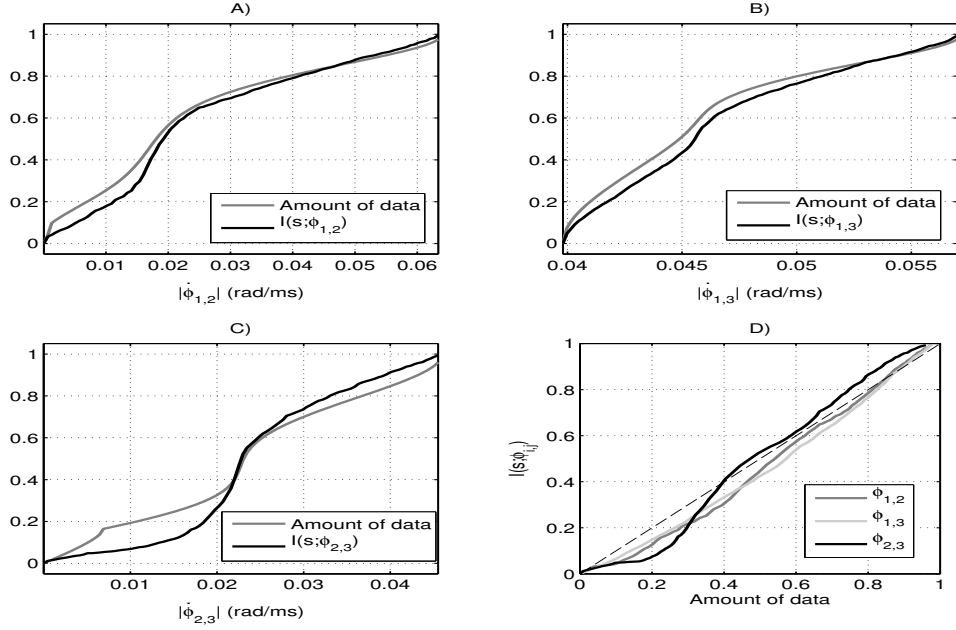 A)
1
0.8
0.6
0.4
0.2
0
0.01
0.02
0.03
0.04
0.05
0.06
Amount of data
I(s;ϕ1,2)
|ϕ̇1,2| (rad/ms)
B)
1
0.8
0.6
0.4
0.2
0
0.04
0.045
0.05
0.055
Amount of data
I(s;ϕ1,3)
|ϕ̇1,3| (rad/ms)
C)
1
0.8
0.6
0.4
0.2
0
0.01
0.02
0.03
0.04
Amount of data
I(s;ϕ2,3)
|ϕ̇2,3| (rad/ms)
D)
1
0.8
0.6
0.4
0.2
0
0
0.2
0.4
0.6
0.8
1
I(s;ϕi,j)
ϕ1,2
ϕ1,3
ϕ2,3
Amount of data